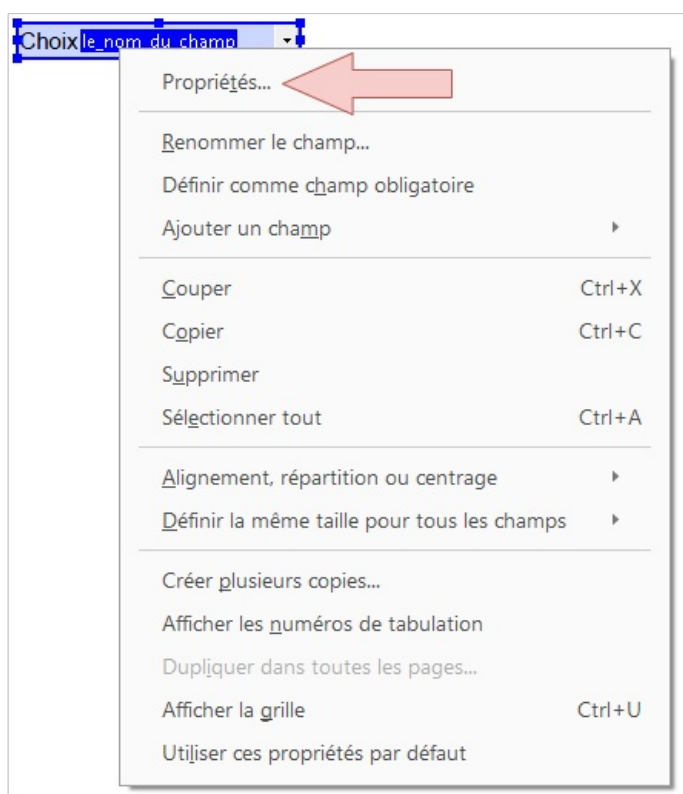 Choix le_nom_du_champ
Propriétés...
Renommer le champ...
Définir comme champ obligatoire
Ajouter un champ
Couper Ctrl+X
Copier Ctrl+C
Supprimer
Sélectionner tout Ctrl+A
Alignement, répartition ou centrage
Définir la même taille pour tous les champs
Créer plusieurs copies...
Afficher les numéros de tabulation
Dupliquer dans toutes les pages...
Afficher la grille Ctrl+U
Utiliser ces propriétés par défaut